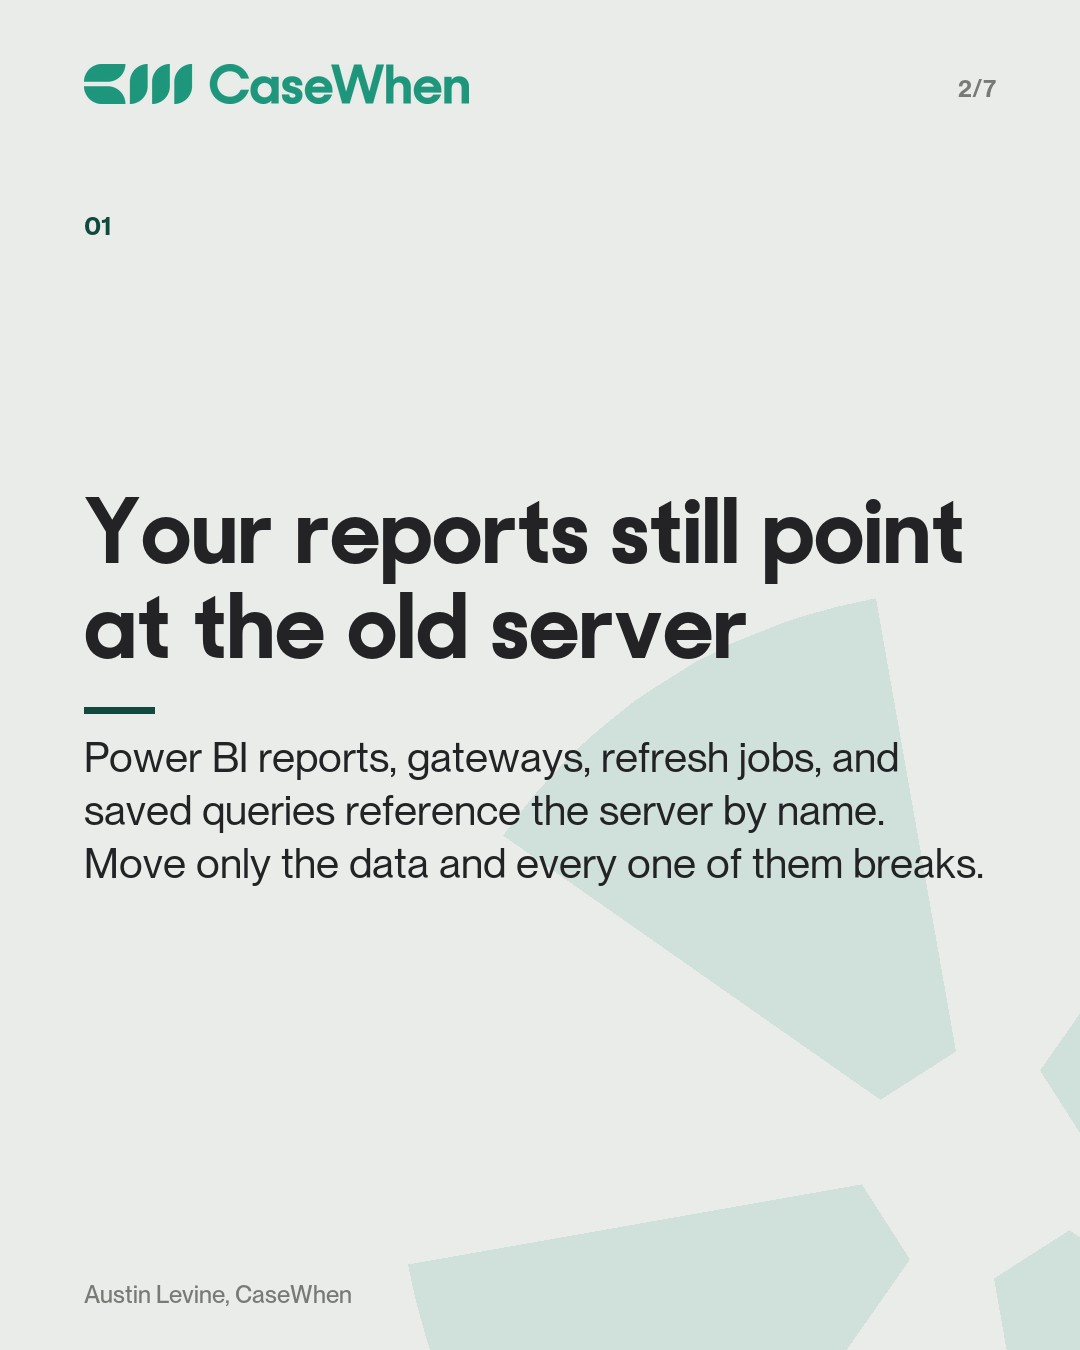 CaseWhen
2/7
01
Your reports still point
at the old server
Power BI reports, gateways, refresh jobs, and
saved queries reference the server by name.
Move only the data and every one of them breaks.
Austin Levine, CaseWhen